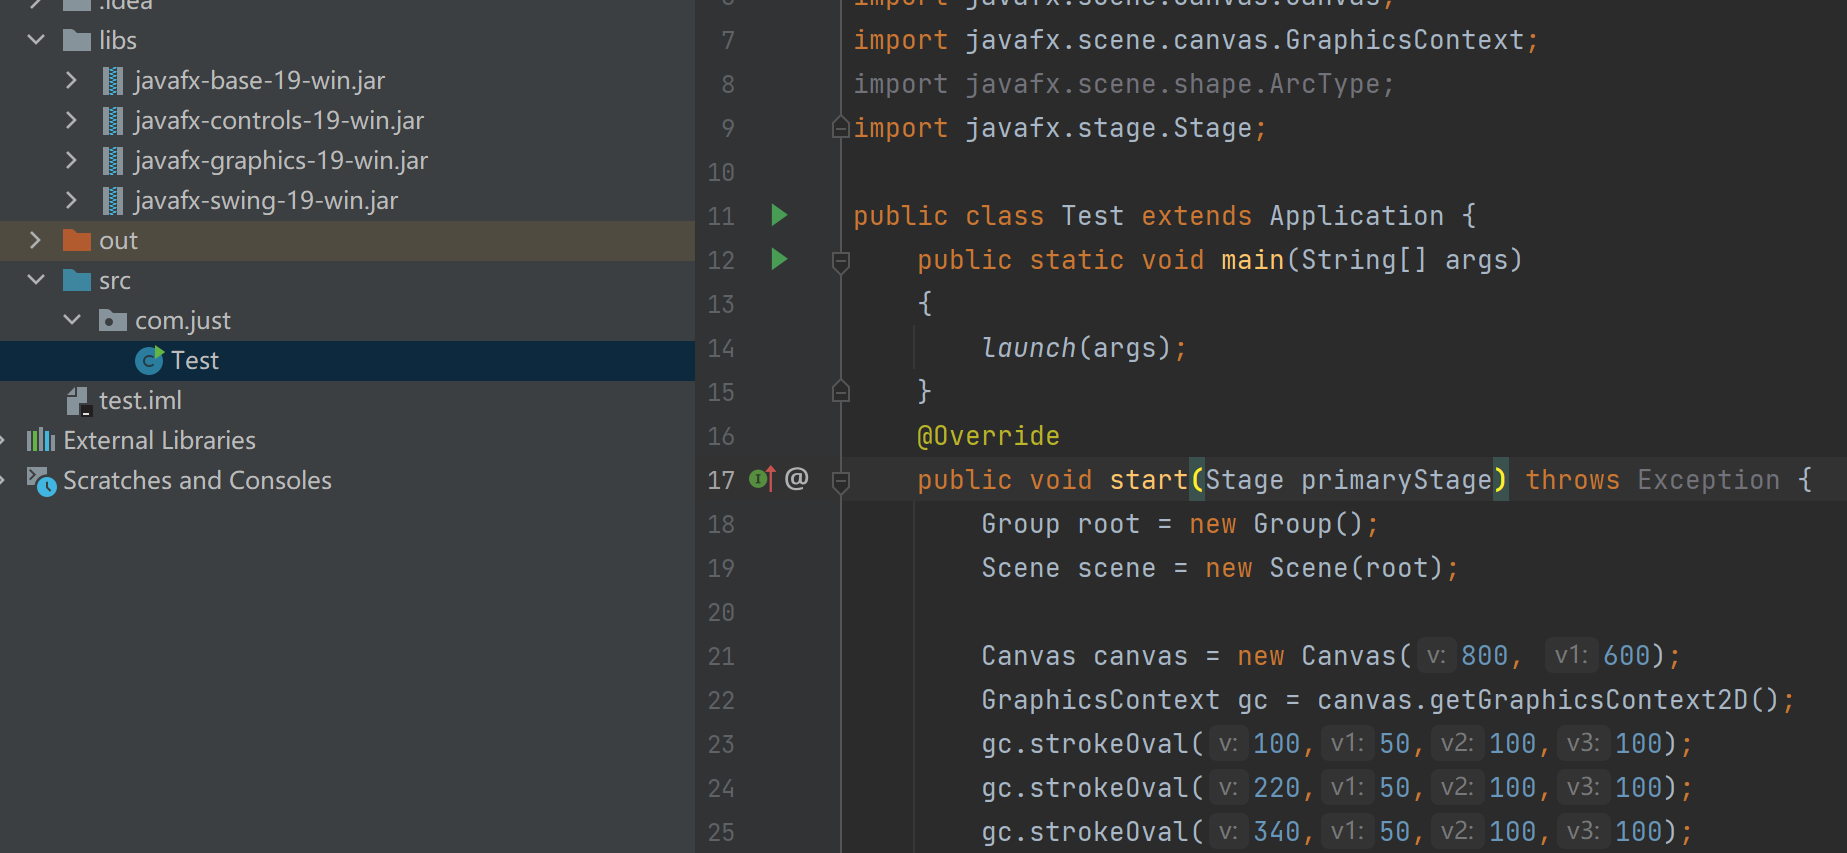 .idea
libs
javafx-base-19-win.jar
javafx-controls-19-win.jar
javafx-graphics-19-win.jar
javafx-swing-19-win.jar
out
src
com.just
Test
test.iml
External Libraries
Scratches and Consoles
6 import javafx.scene.canvas.Canvas;
7 import javafx.scene.canvas.GraphicsContext;
8 import javafx.scene.shape.ArcType;
9 import javafx.stage.Stage;
10
11 public class Test extends Application {
12 public static void main(String[] args)
13 {
14 launch(args);
15 }
16 @Override
17 @ public void start(Stage primaryStage) throws Exception {
18 Group root = new Group();
19 Scene scene = new Scene(root);
20
21 Canvas canvas = new Canvas( v: 800, v1: 600);
22 GraphicsContext gc = canvas.getGraphicsContext2D();
23 gc.strokeOval( v: 100, v1: 50, v2: 100, v3: 100);
24 gc.strokeOval( v: 220, v1: 50, v2: 100, v3: 100);
25 gc.strokeOval( v: 340, v1: 50, v2: 100, v3: 100);